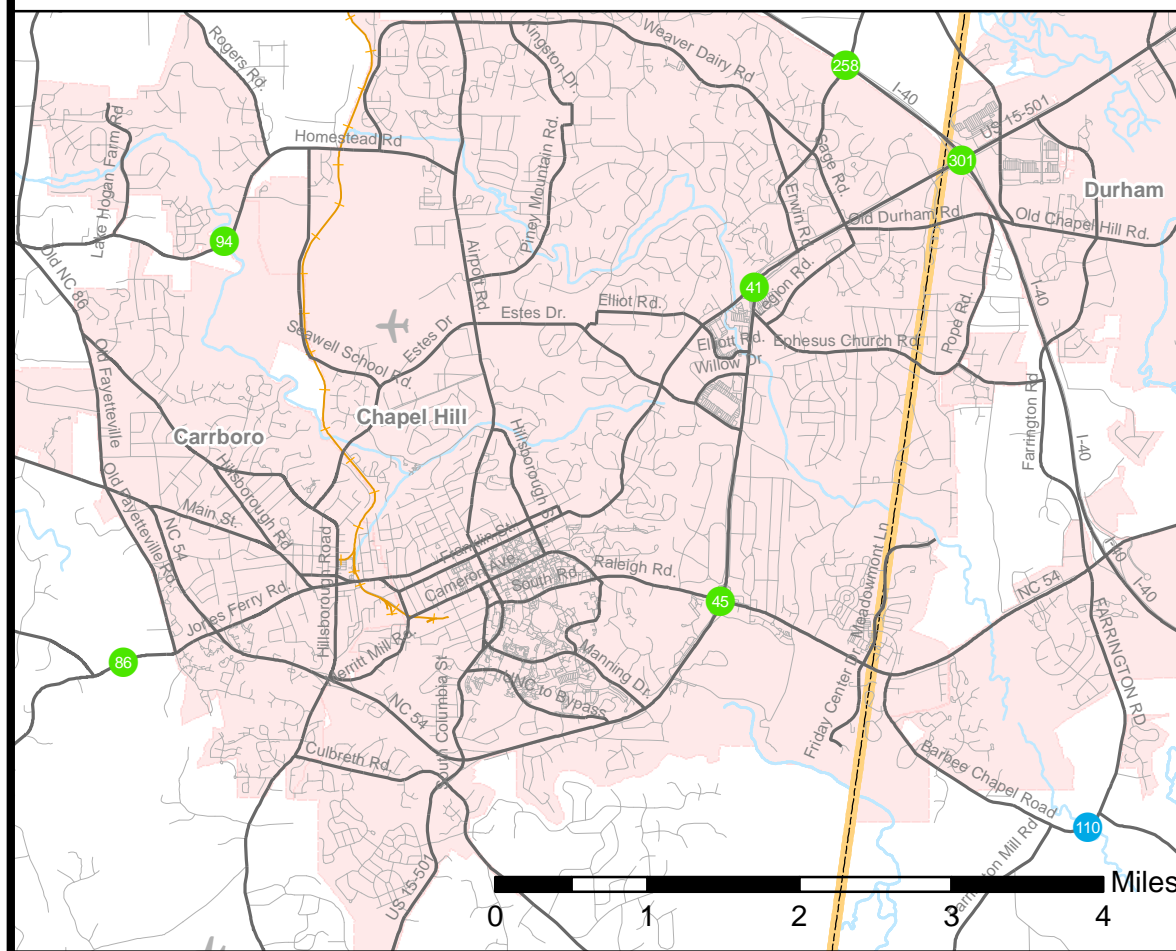 Rogers Rd.
Kingston Dr.
Weaver Dairy Rd
258
I-40
US 15-501
301
Homestead Rd
Lake Hogan Farm Rd
Piney Mountain Rd.
Sage Rd.
Durham
94
Erwin Rd
Old Durham Rd.
Old Chapel Hill Rd.
Old NC 86
Airport Rd.
41
Legion Rd.
I-40
Elliot Rd.
Estes Dr.
Estes Dr
Seawell School Rd.
Elliott Rd.
Ephesus Church Rd.
Pope Rd.
Willow Dr
Old Fayetteville
Farrington Rd
Chapel Hill
Carrboro
Hillsborough S.
I-40
Hillsborough Rd
Old Fayetteville Rd.
Main St.
NC 54
Franklin St.
Hillsborough Road
Cameron Ave.
South Rd.
Raleigh Rd.
Meadowmont Ln
I-40
NC 54
I-40
45
Jones Ferry Rd.
FARRINGTON RD
86
Merritt Mill Rd.
Manning Dr.
South Columbia St
UNC to Bypass
NC 54
Friday Center Dr.
Culbreth Rd.
Barbee Chapel Road
110
US 15-501
Miles
0 1 2 3 4